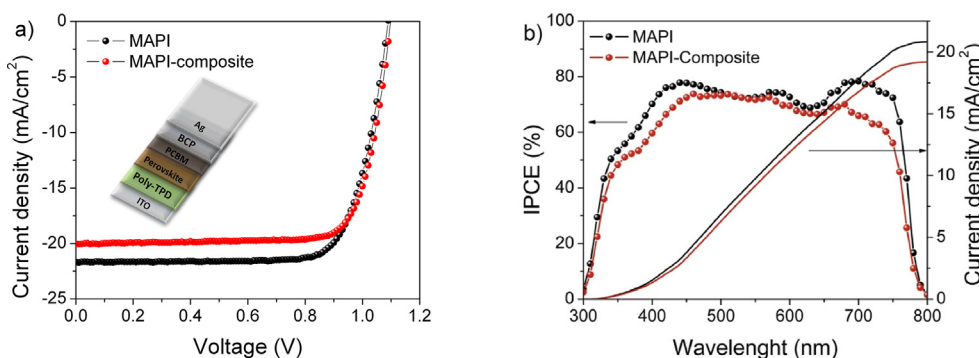 a)
0
-5
-10
-15
-20
-25
Current density (mA/cm²)
MAPI
MAPI-composite
Ag
BCP
PCBM
Perovskite
Poly-TPD
ITO
0.0 0.2 0.4 0.6 0.8 1.0 1.2
Voltage (V)
b)
100
80
60
40
20
0
IPCE (%)
MAPI
MAPI-Composite
20
15
10
5
0
Current density(mA/cm²)
300 400 500 600 700 800
Wavelenght (nm)